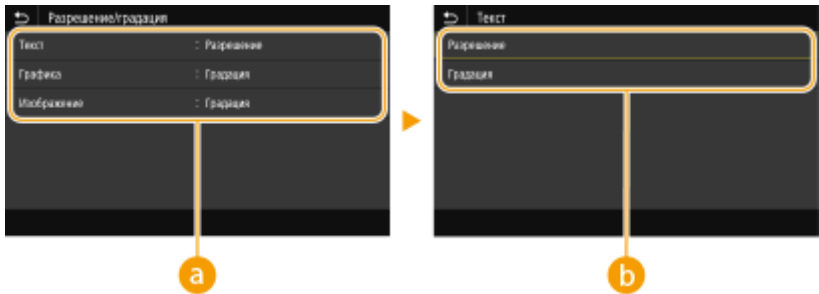 Разрешение/градация
Текст : Разрешение
Графика : Градация
Изображение : Градация
a
Текст
Разрешение
Градация
b